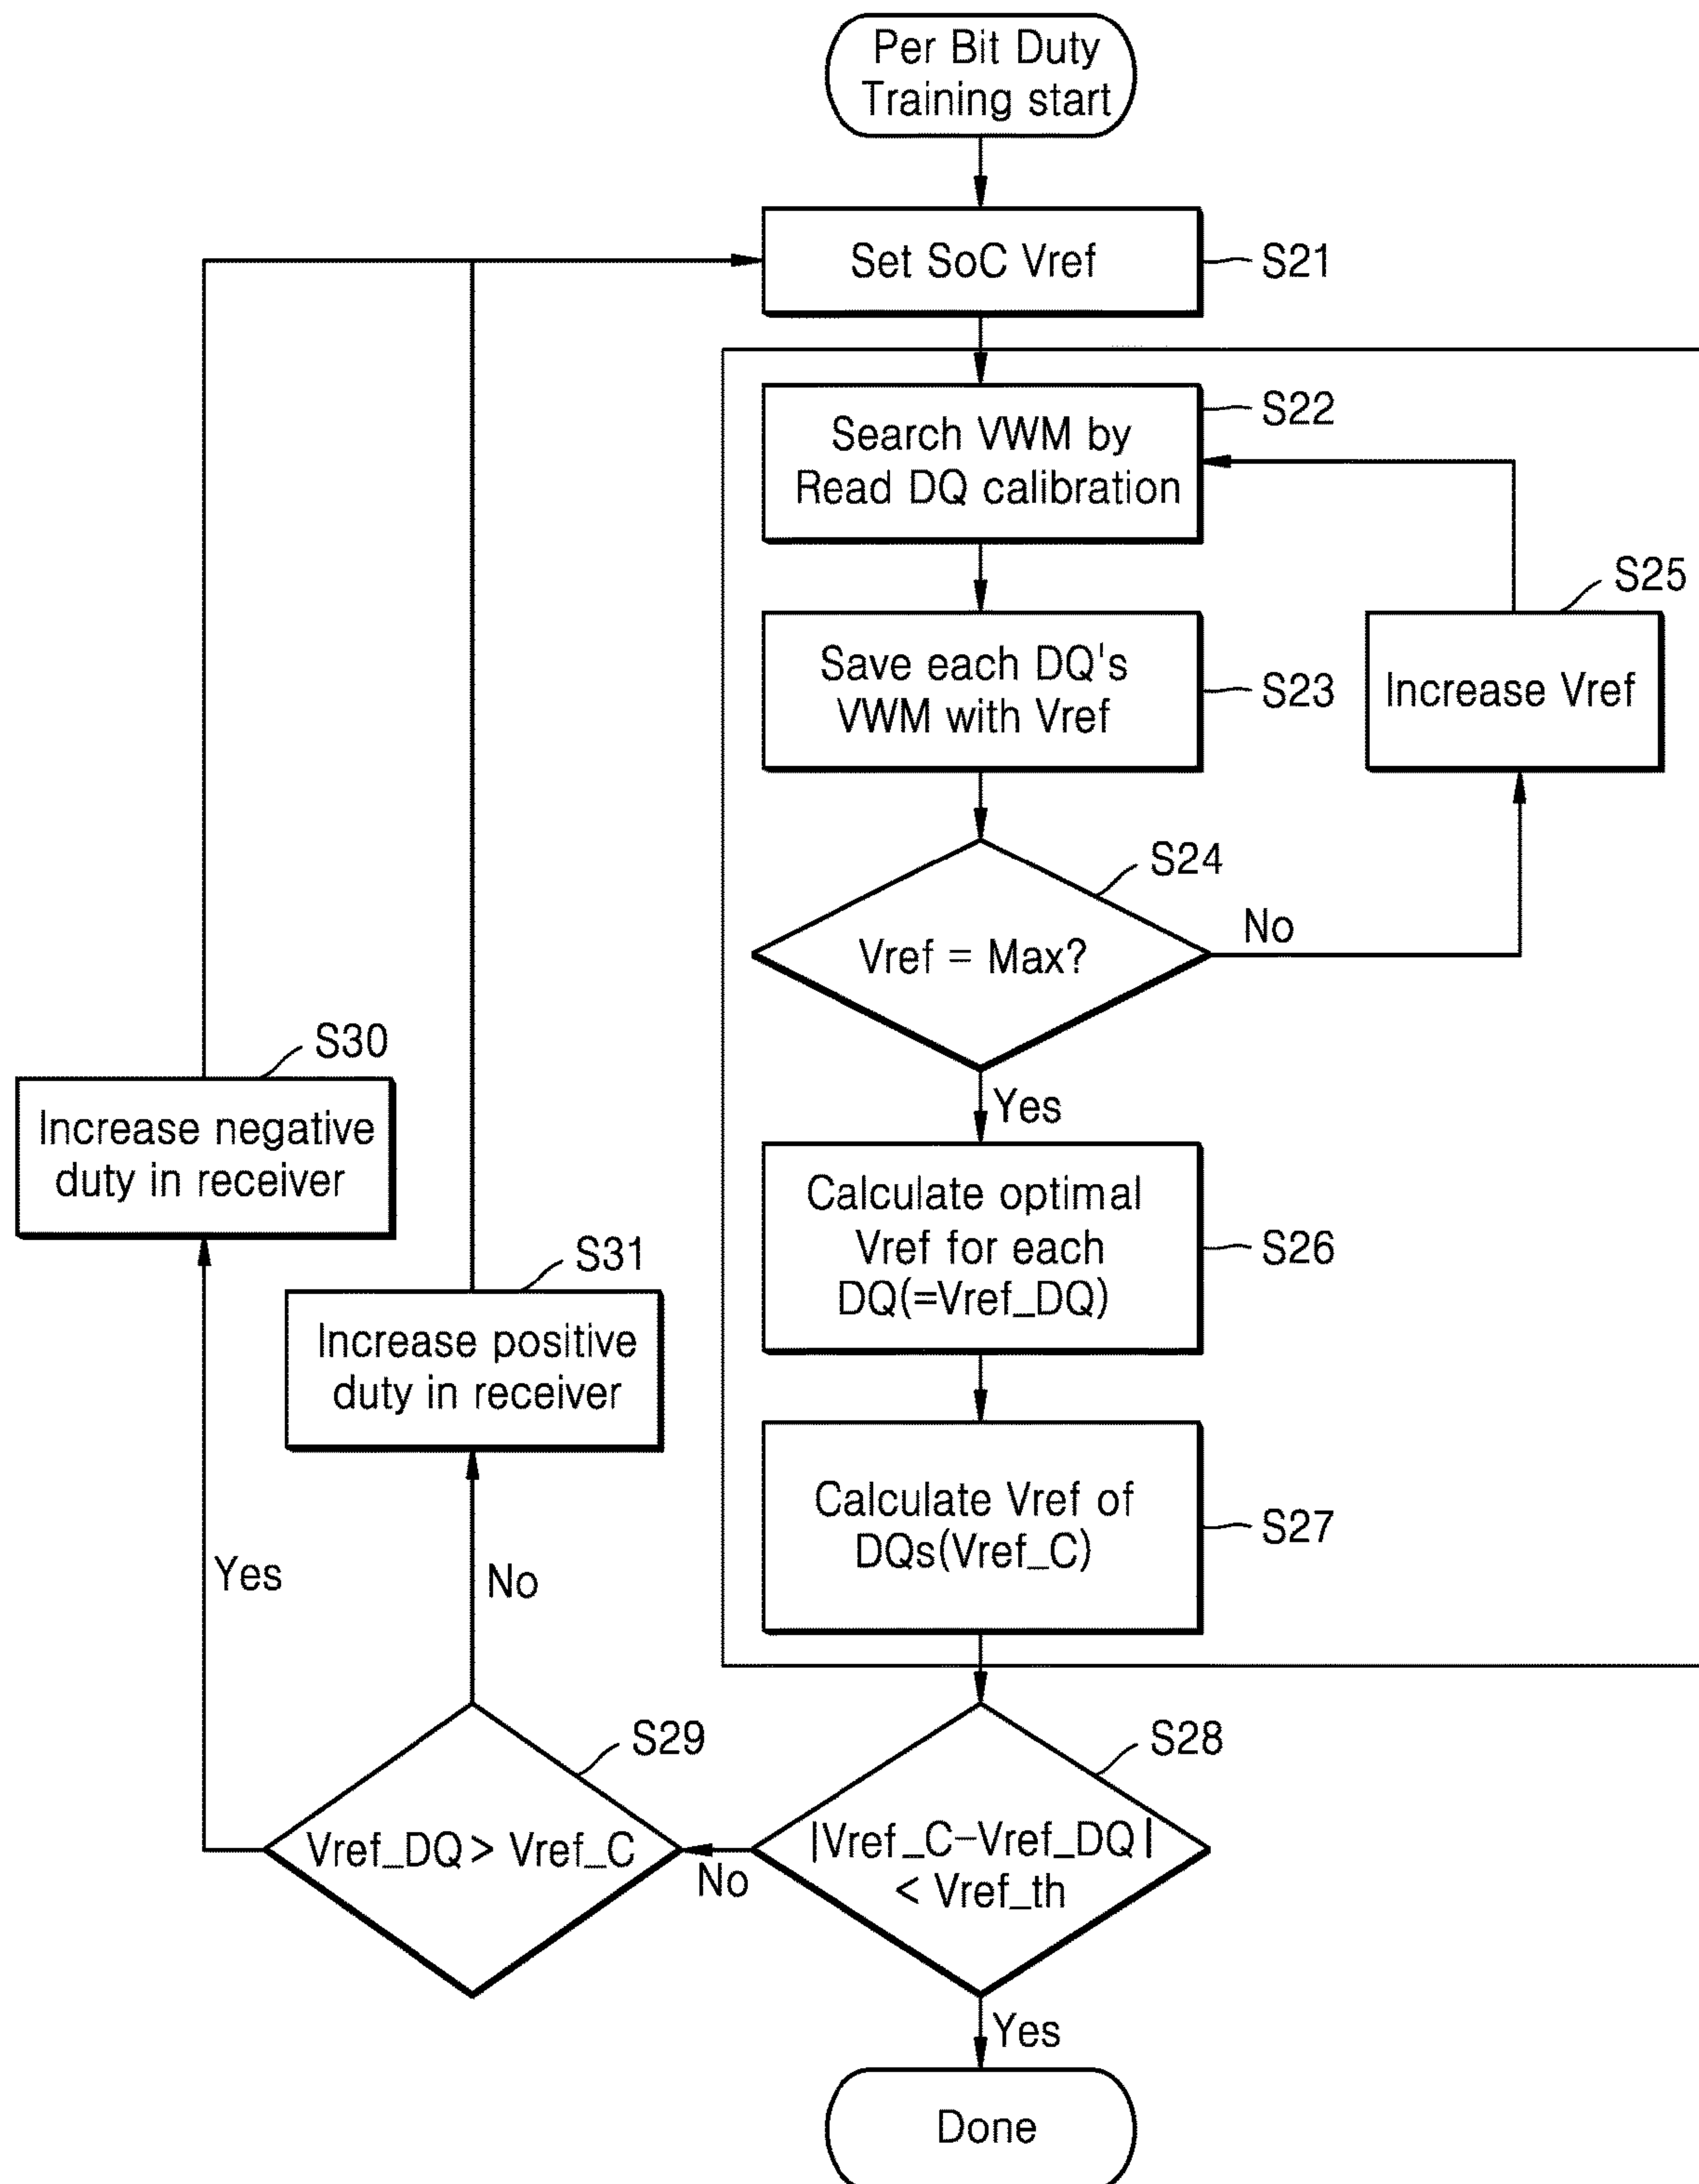 Per Bit Duty
Training start
Set SoC Vref
S21
Search VWM by
Read DQ calibration
S22
Save each DQ's
VWM with Vref
S23
S25
Increase Vref
S24
Vref = Max?
No
Yes
S30
Increase negative
duty in receiver
S31
Increase positive
duty in receiver
Calculate optimal
Vref for each
DQ(=Vref_DQ)
S26
Calculate Vref of
DQs(Vref_C)
S27
Yes
No
S29
Vref_DQ > Vref_C
No
S28
|Vref_C-Vref_DQ|
< Vref_th
Yes
Done